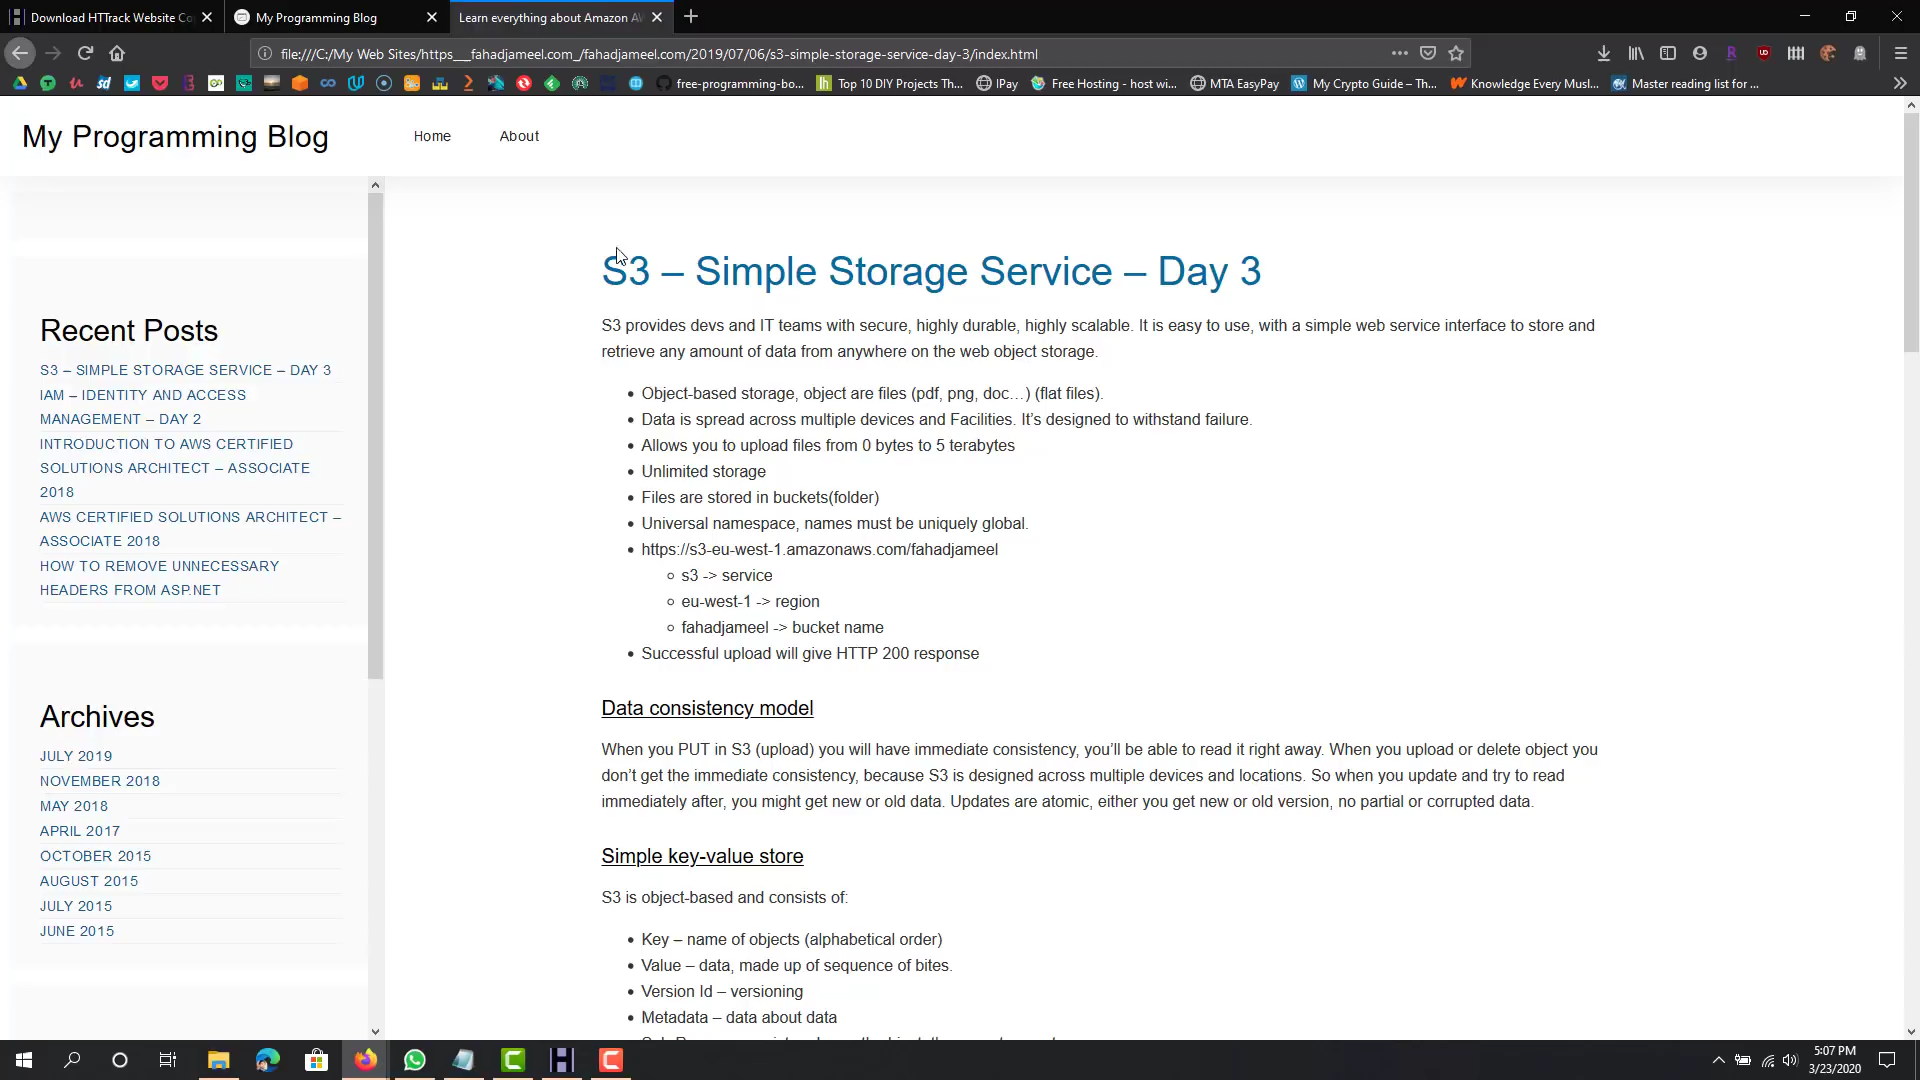 Download HTTrack Website Co
My Programming Blog
Learn everything about Amazon AW
file:///C:/My Web Sites/https__fahadjameel.com_/fahadjameel.com/2019/07/06/s3-simple-storage-service-day-3/index.html
free-programming-bo...
Top 10 DIY Projects Th...
IPay
Free Hosting - host wi...
MTA EasyPay
My Crypto Guide – Th...
Knowledge Every Musl...
Master reading list for ...
My Programming Blog
Home
About
Recent Posts
S3 – SIMPLE STORAGE SERVICE – DAY 3
IAM – IDENTITY AND ACCESS
MANAGEMENT – DAY 2
INTRODUCTION TO AWS CERTIFIED
SOLUTIONS ARCHITECT – ASSOCIATE
2018
AWS CERTIFIED SOLUTIONS ARCHITECT –
ASSOCIATE 2018
HOW TO REMOVE UNNECESSARY
HEADERS FROM ASP.NET
Archives
JULY 2019
NOVEMBER 2018
MAY 2018
APRIL 2017
OCTOBER 2015
AUGUST 2015
JULY 2015
JUNE 2015
S3 – Simple Storage Service – Day 3
S3 provides devs and IT teams with secure, highly durable, highly scalable. It is easy to use, with a simple web service interface to store and
retrieve any amount of data from anywhere on the web object storage.
Object-based storage, object are files (pdf, png, doc…) (flat files).
Data is spread across multiple devices and Facilities. It’s designed to withstand failure.
Allows you to upload files from 0 bytes to 5 terabytes
Unlimited storage
Files are stored in buckets(folder)
Universal namespace, names must be uniquely global.
https://s3-eu-west-1.amazonaws.com/fahadjameel
s3 -> service
eu-west-1 -> region
fahadjameel -> bucket name
Successful upload will give HTTP 200 response
Data consistency model
When you PUT in S3 (upload) you will have immediate consistency, you’ll be able to read it right away. When you upload or delete object you
don’t get the immediate consistency, because S3 is designed across multiple devices and locations. So when you update and try to read
immediately after, you might get new or old data. Updates are atomic, either you get new or old version, no partial or corrupted data.
Simple key-value store
S3 is object-based and consists of:
Key – name of objects (alphabetical order)
Value – data, made up of sequence of bites.
Version Id – versioning
Metadata – data about data
5:07 PM
3/23/2020